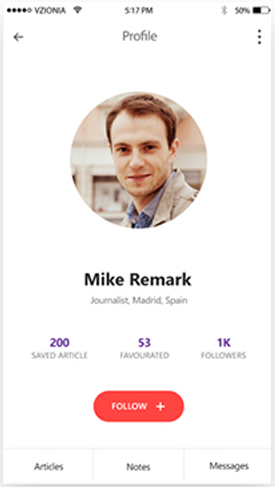 VZIONIA 5:17 PM 50%
Profile
Mike Remark
Journalist, Madrid, Spain
200 53 1K
SAVED ARTICLE FAVOURATED FOLLOWERS
FOLLOW +
Articles Notes Messages